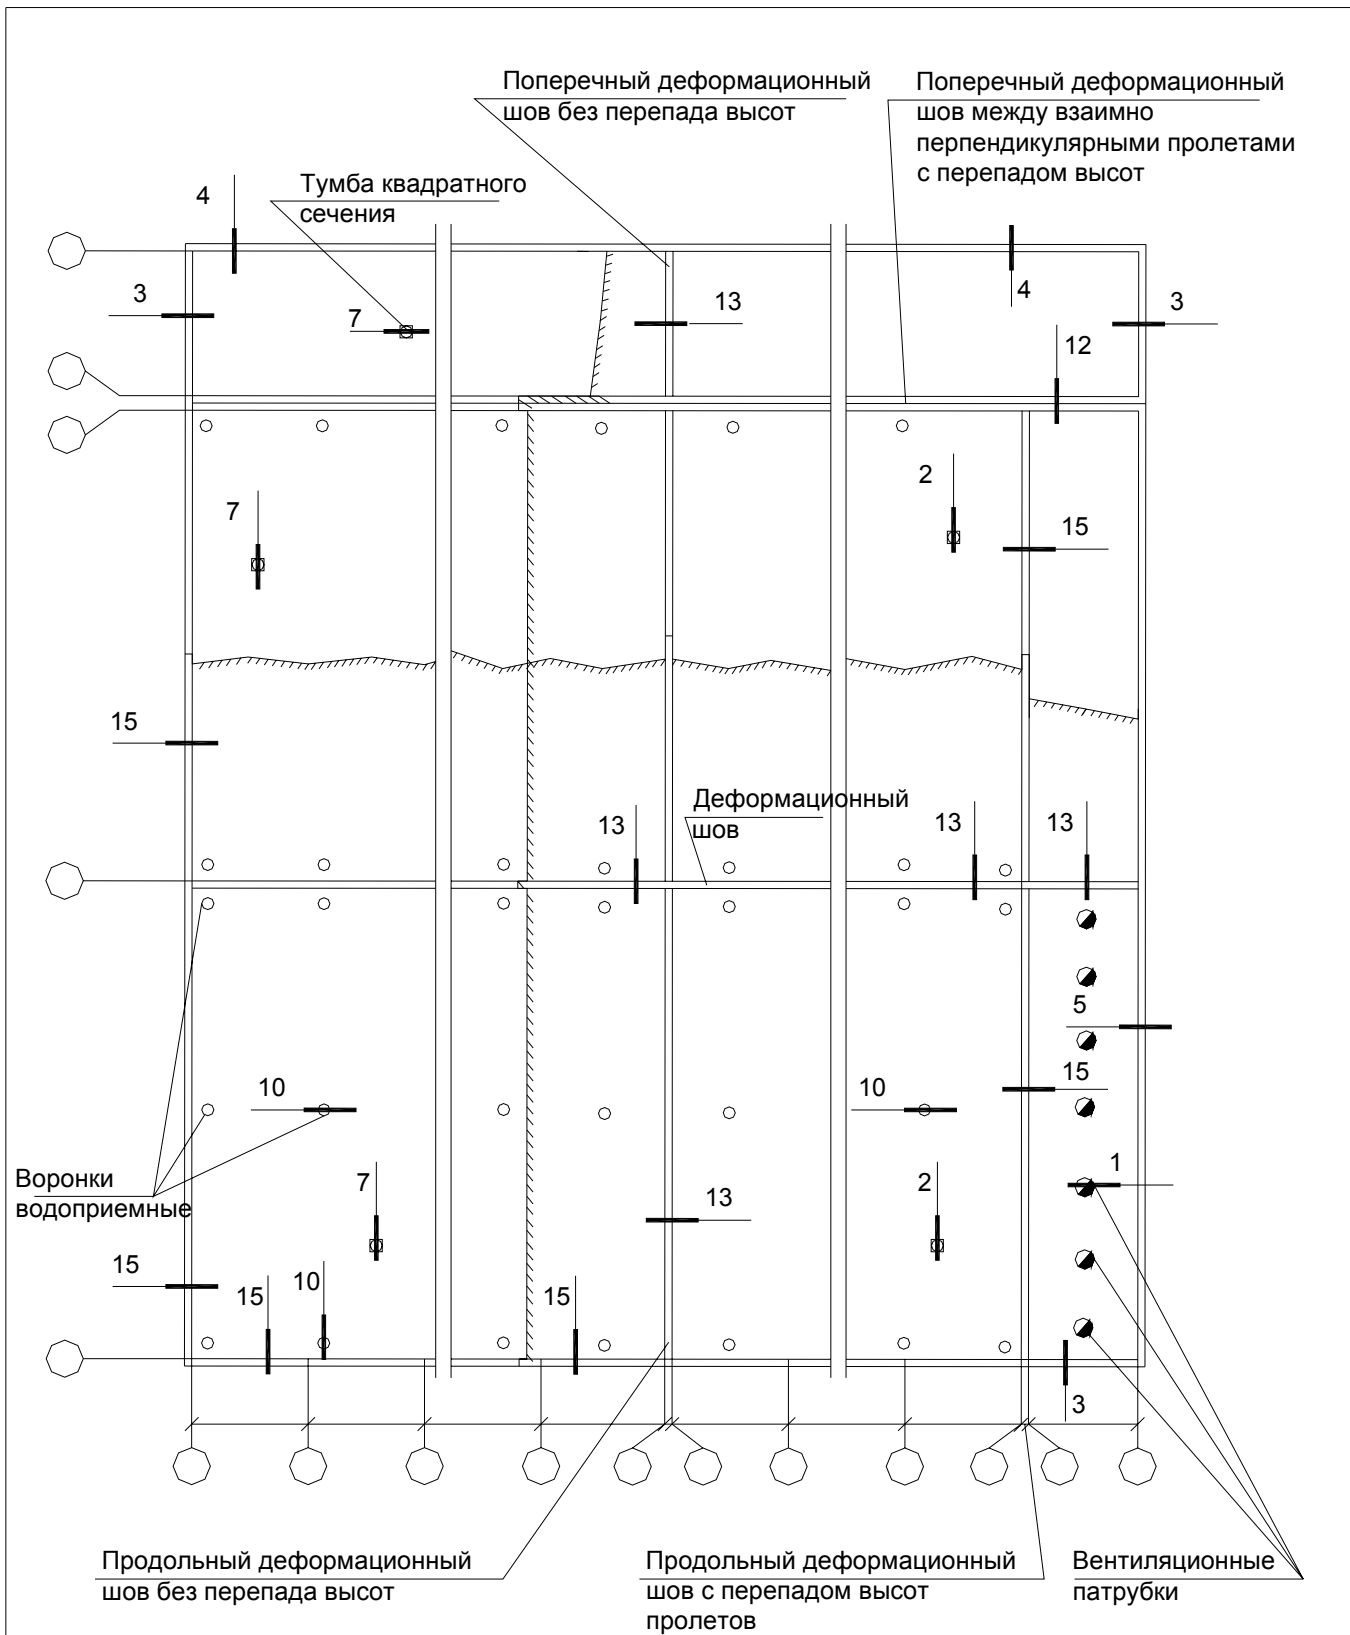 Поперечный деформационный
шов без перепада высот
Поперечный деформационный
шов между взаимно
перпендикулярными пролетами
с перепадом высот
Тумба квадратного
сечения
4
3
7
13
4
3
12
7
2
15
15
Деформационный
шов
13
13
13
5
10
10
15
Воронки
водоприемные
7
13
2
1
15
15
10
15
3
Продольный деформационный
шов без перепада высот
Продольный деформационный
шов с перепадом высот
пролетов
Вентиляционные
патрубки